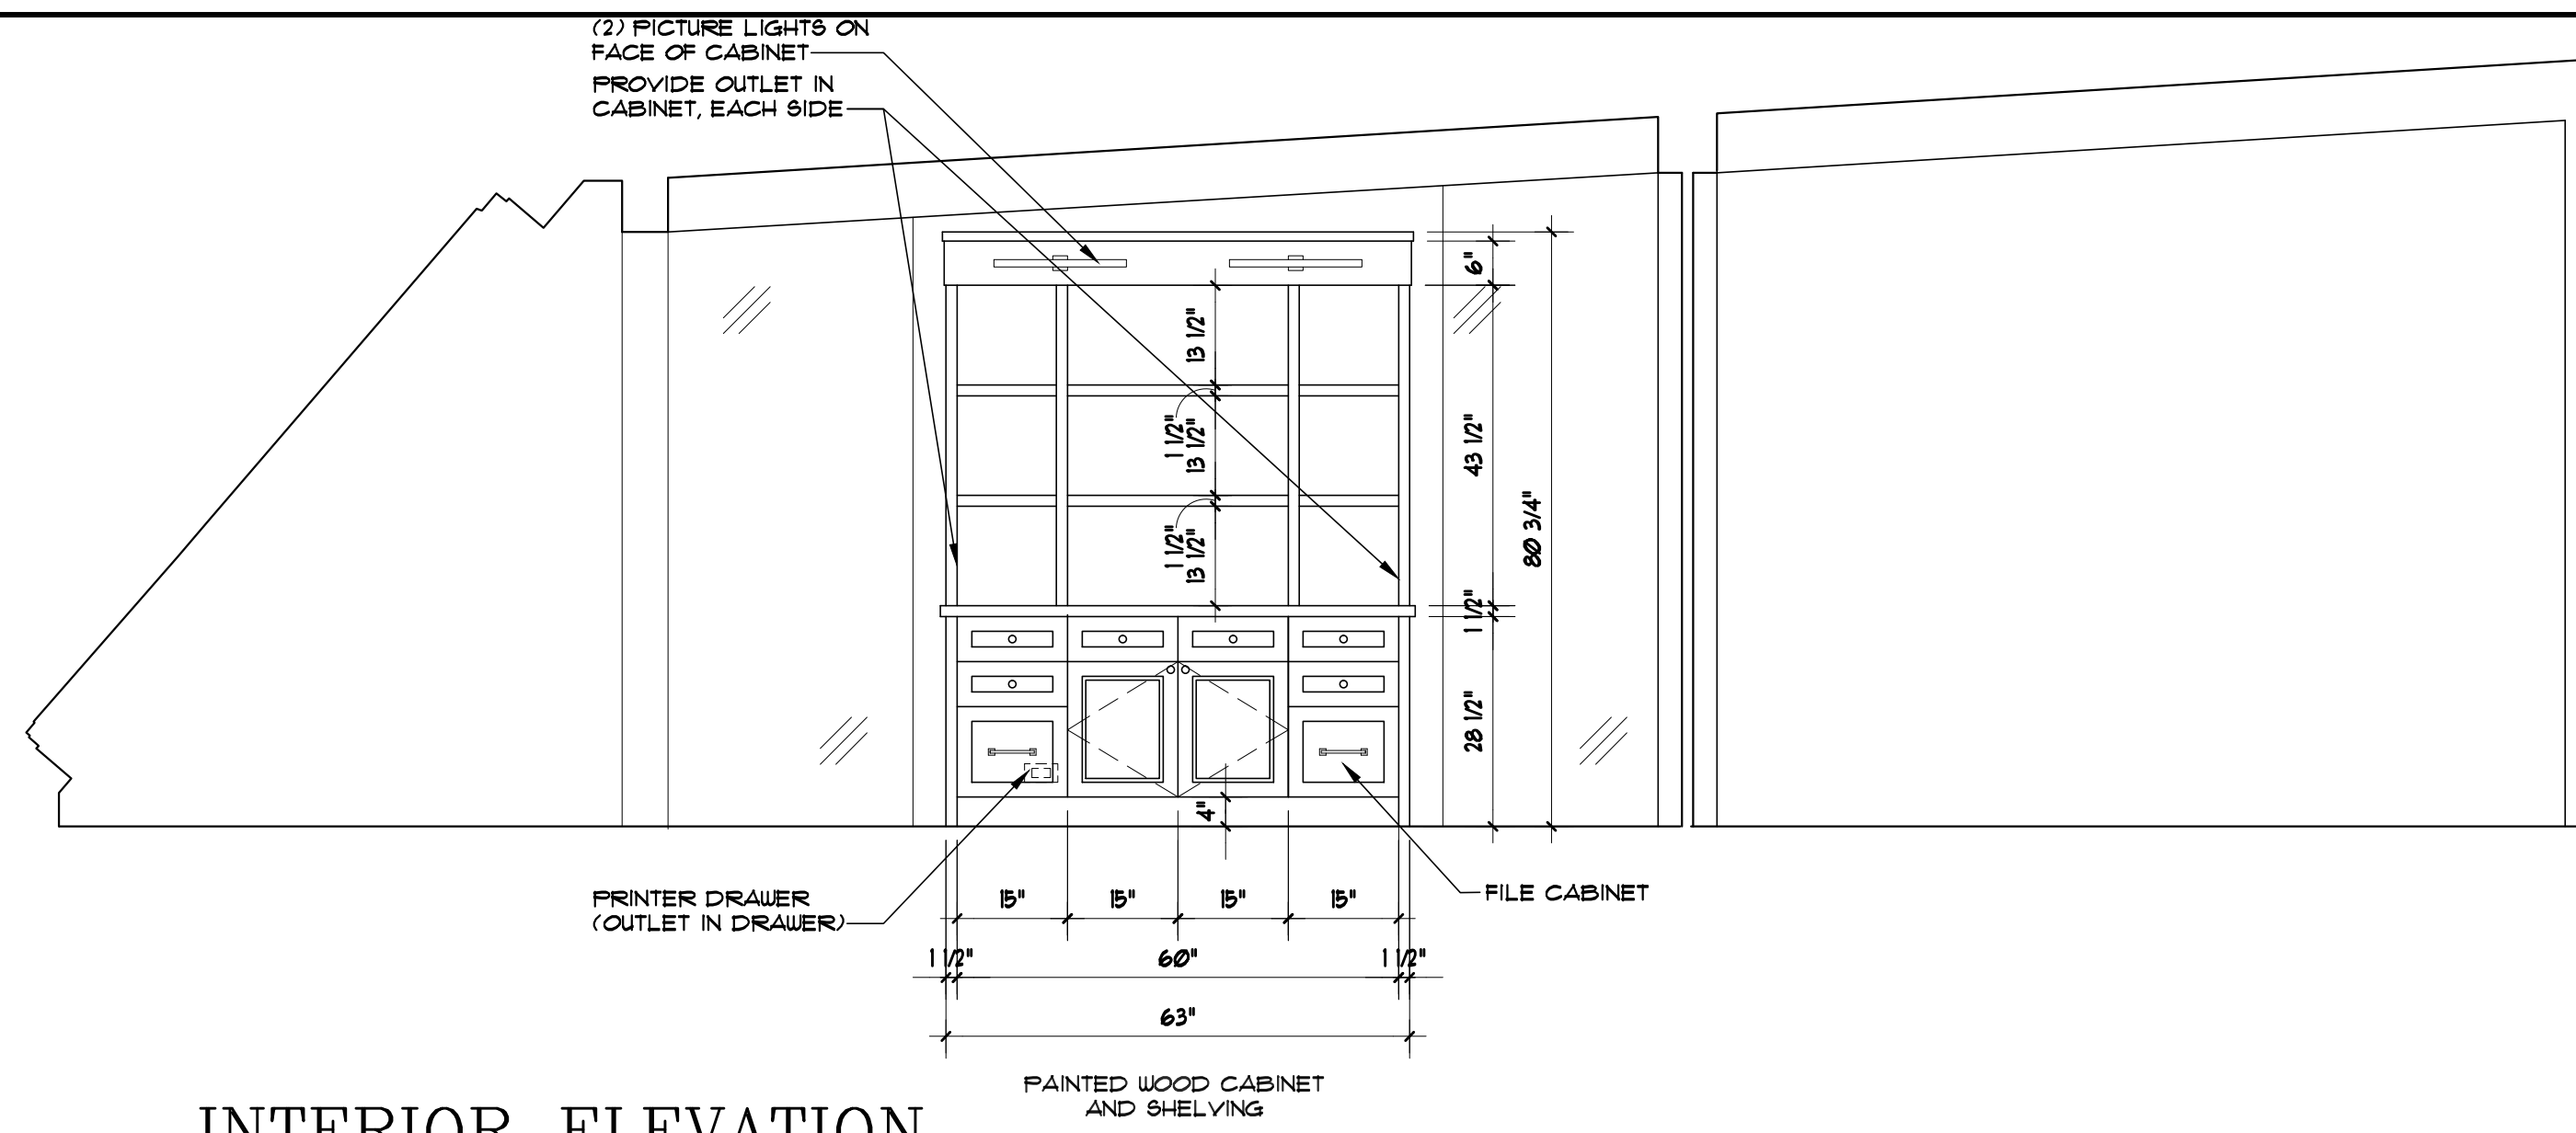 (2) PICTURE LIGHTS ON
FACE OF CABINET
PROVIDE OUTLET IN
CABINET, EACH SIDE
6"
13 1/2"
1 1/2"
13 1/2"
43 1/2"
80 3/4"
1 1/2"
13 1/2"
1 1/2"
28 1/2"
4"
PRINTER DRAWER
(OUTLET IN DRAWER)
15" 15" 15" 15"
FILE CABINET
1 1/2" 60" 1 1/2"
63"
PAINTED WOOD CABINET
AND SHELVING
INTERIOR ELEVATION